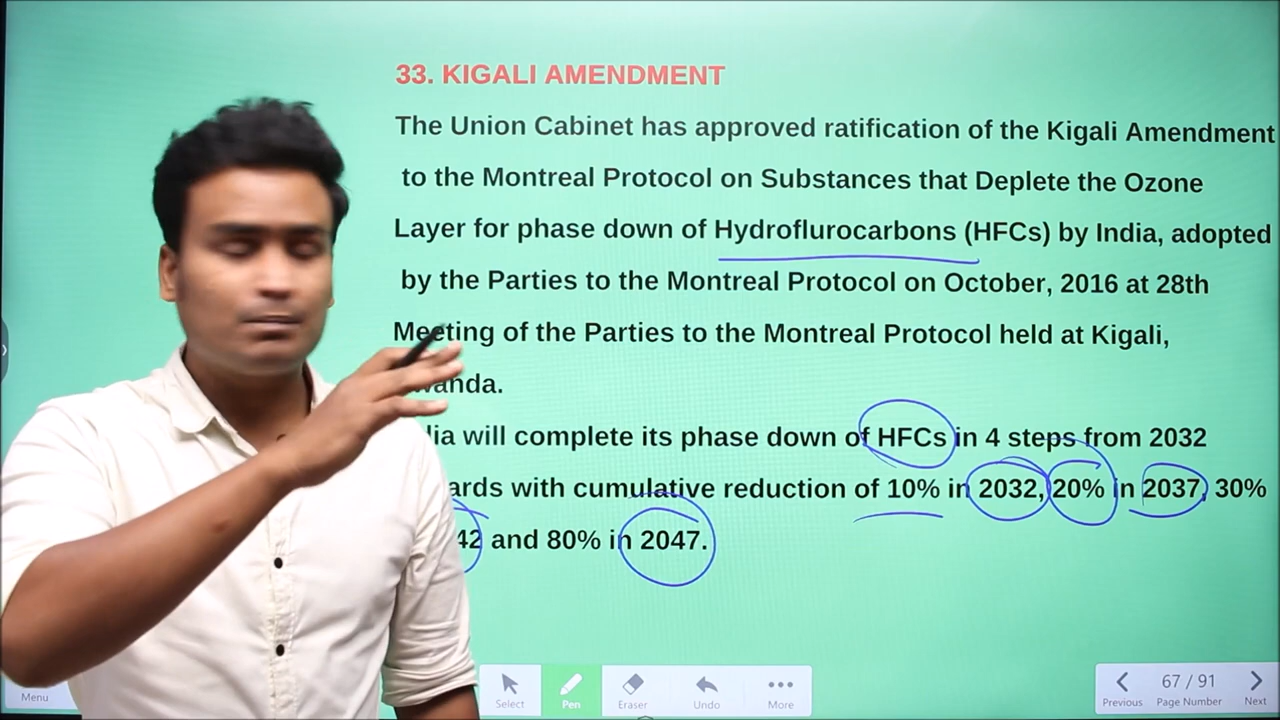 33. KIGALI AMENDMENT
The Union Cabinet has approved ratification of the Kigali Amendment
to the Montreal Protocol on Substances that Deplete the Ozone
Layer for phase down of Hydroflurocarbons (HFCs) by India, adopted
by the Parties to the Montreal Protocol on October, 2016 at 28th
Meeting of the Parties to the Montreal Protocol held at Kigali,
will complete its phase down of HFCs in 4 steps from 2032
with cumulative reduction of 10% in 2032, 20% in 2037, 30%
and 80% in 2047.
Menu
Select
Pen
Eraser
Undo
More
67 / 91
Previous
Page Number
Next